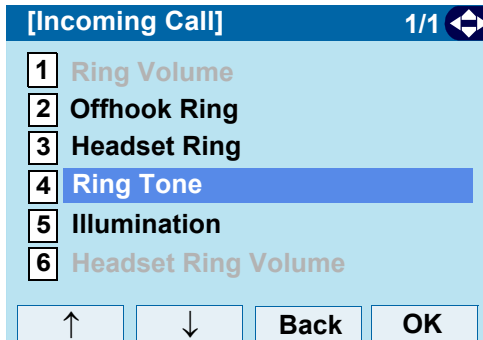 [Incoming Call] 1/1
1 Ring Volume
2 Offhook Ring
3 Headset Ring
4 Ring Tone
5 Illumination
6 Headset Ring Volume
↑ ↓ Back OK